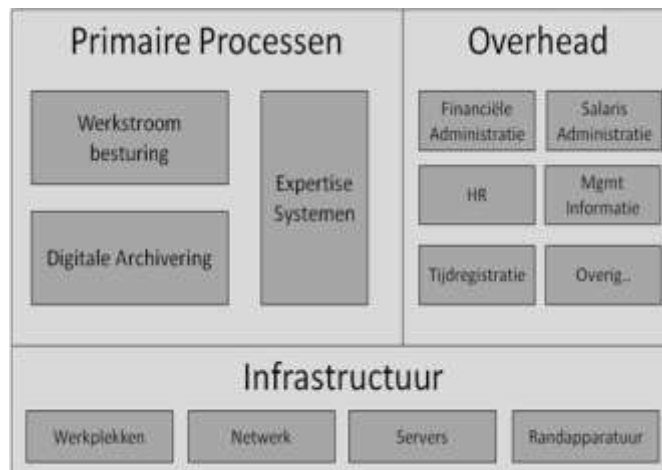 Primaire Processen
Werkstroom
besturing
Digitale Archivering
Expertise
Systemen
Overhead
Financiële
Administratie
Salaris
Administratie
HR
Mgmt
Informatie
Tijdregistratie
Overig..
Infrastructuur
Werkplekken
Netwerk
Servers
Randapparatuur